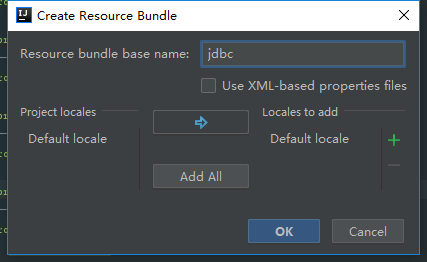 Create Resource Bundle
Resource bundle base name: jdbc
Use XML-based properties files
Project locales
Locales to add
Default locale
Default locale
Add All
OK
Cancel